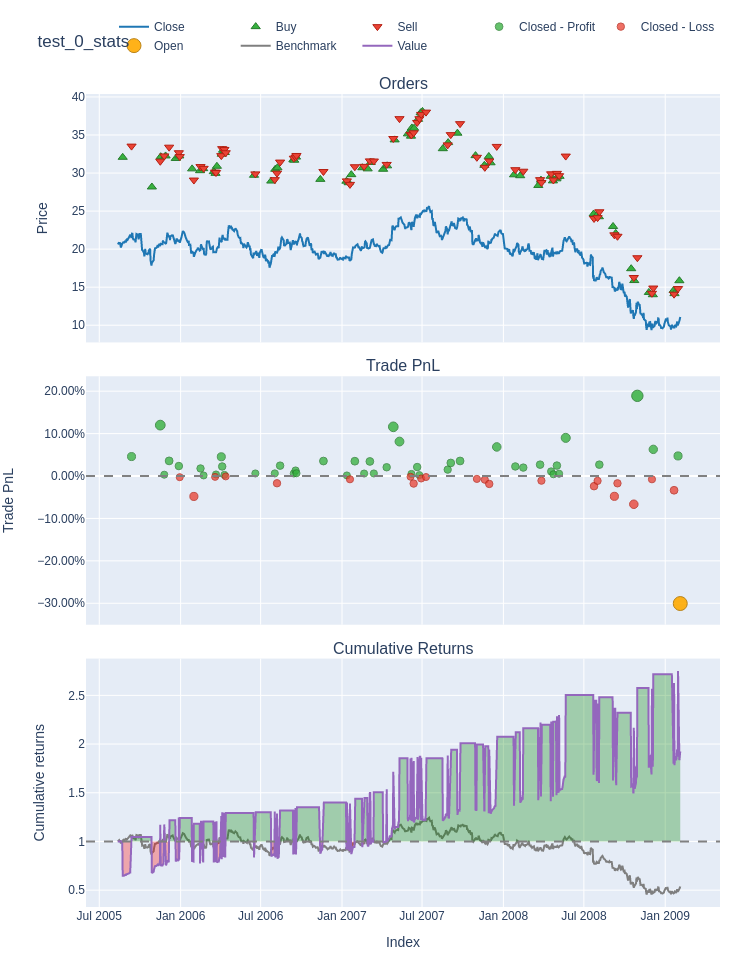 Close Buy Sell Closed - Profit Closed - Loss
test_0_stats Open Benchmark Value
Orders
40
35
30
25
20
15
10
Price
Trade PnL
20.00%
10.00%
0.00%
−10.00%
−20.00%
−30.00%
Trade PnL
Cumulative Returns
2.5
2
1.5
1
0.5
Cumulative returns
Jul 2005 Jan 2006 Jul 2006 Jan 2007 Jul 2007 Jan 2008 Jul 2008 Jan 2009
Index